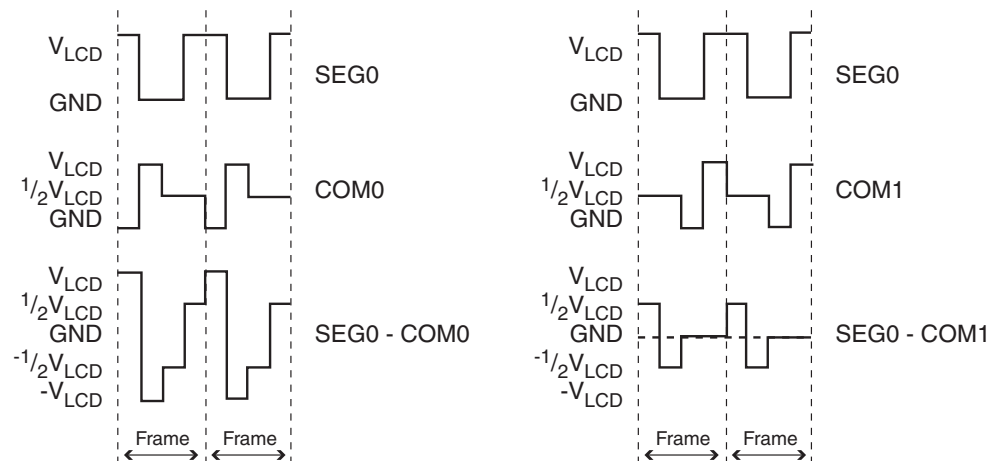 VLCD
GND
SEG0
VLCD
1/2VLCD
GND
COM0
VLCD
1/2VLCD
GND
-1/2VLCD
-VLCD
SEG0 - COM0
Frame Frame
VLCD
GND
SEG0
VLCD
1/2VLCD
GND
COM1
VLCD
1/2VLCD
GND
-1/2VLCD
-VLCD
SEG0 - COM1
Frame Frame